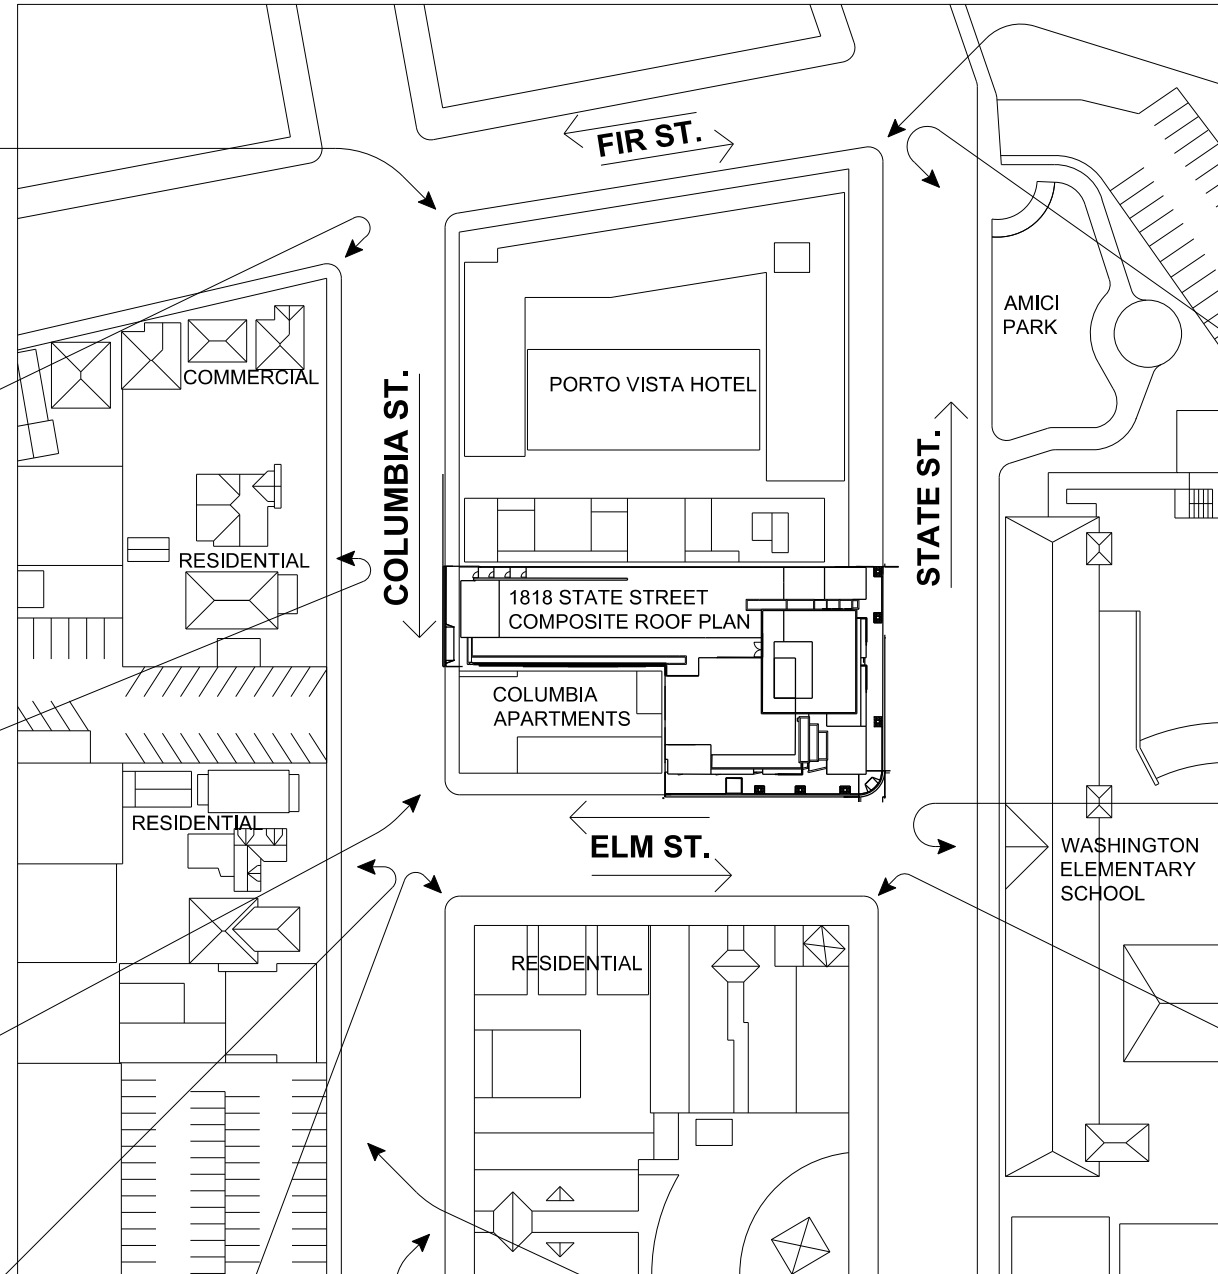 FIR ST.
AMICI
PARK
COMMERCIAL
PORTO VISTA HOTEL
COLUMBIA ST.
STATE ST.
RESIDENTIAL
1818 STATE STREET
COMPOSITE ROOF PLAN
COLUMBIA
APARTMENTS
RESIDENTIAL
ELM ST.
WASHINGTON
ELEMENTARY
SCHOOL
RESIDENTIAL